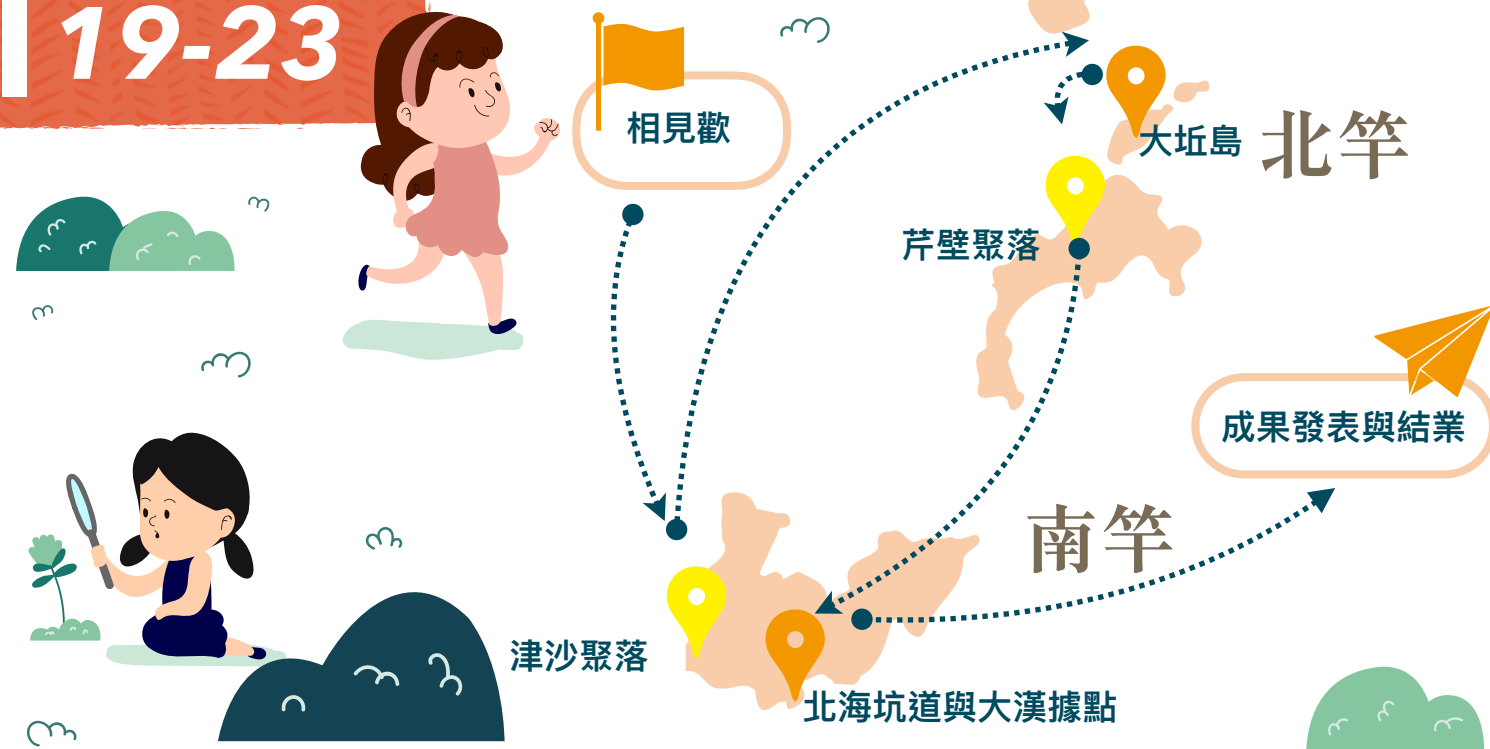 19-23
相見歡
大坵島
北竿
芹壁聚落
成果發表與結業
南竿
津沙聚落
北海坑道與大漢據點